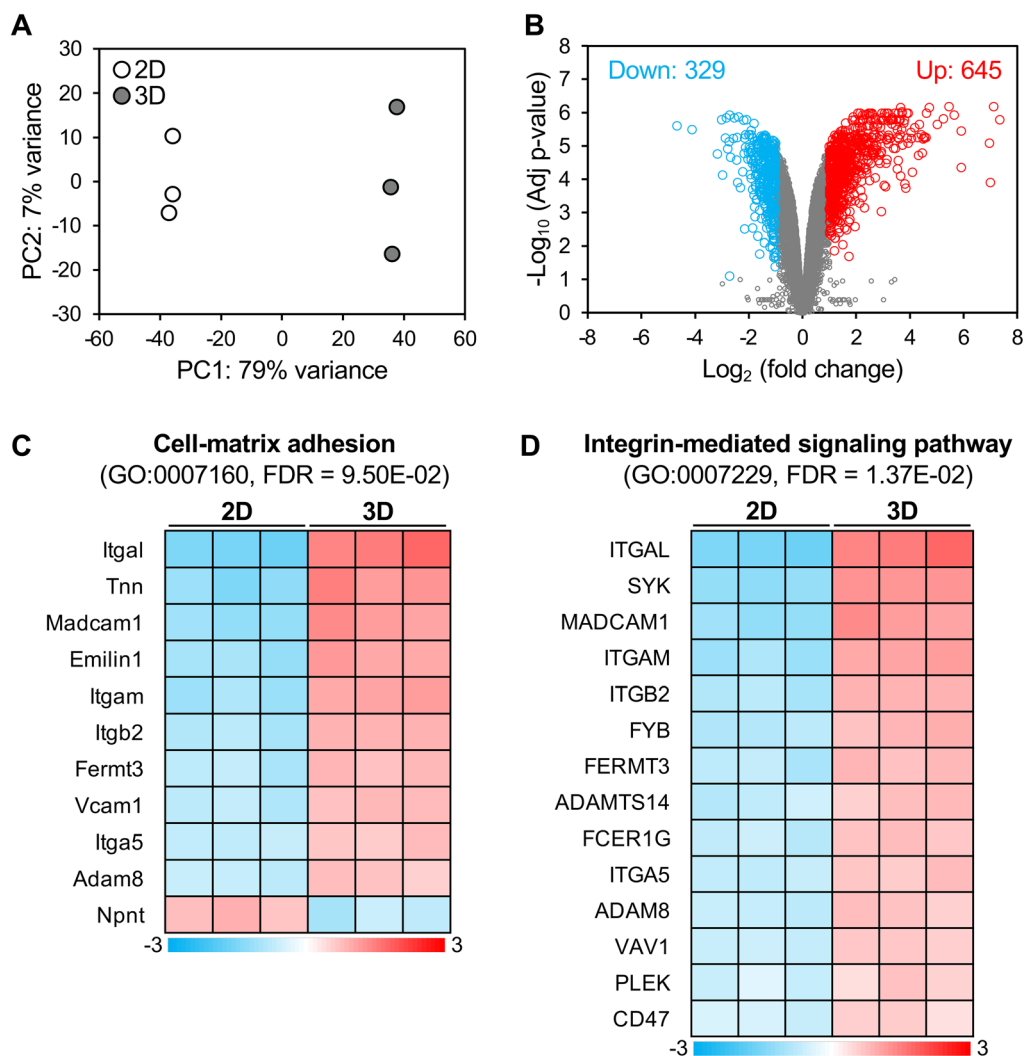 A
30
20
10
0
-10
-20
-30
-60
-40
-20
0
20
40
60
PC2: 7% variance
PC1: 79% variance
2D
3D
B
8
7
6
5
4
3
2
1
0
-8
-6
-4
-2
0
2
4
6
8
-Log₁₀ (Adj p-value)
Log₂ (fold change)
Down: 329
Up: 645
C
Cell-matrix adhesion
(GO:0007160, FDR = 9.50E-02)
2D
3D
Itgal
Tnn
Madcam1
Emilin1
Itgam
Itgb2
Fermt3
Vcam1
Itga5
Adam8
Npnt
-3
3
D
Integrin-mediated signaling pathway
(GO:0007229, FDR = 1.37E-02)
2D
3D
ITGAL
SYK
MADCAM1
ITGAM
ITGB2
FYB
FERMT3
ADAMTS14
FCER1G
ITGA5
ADAM8
VAV1
PLEK
CD47
-3
3